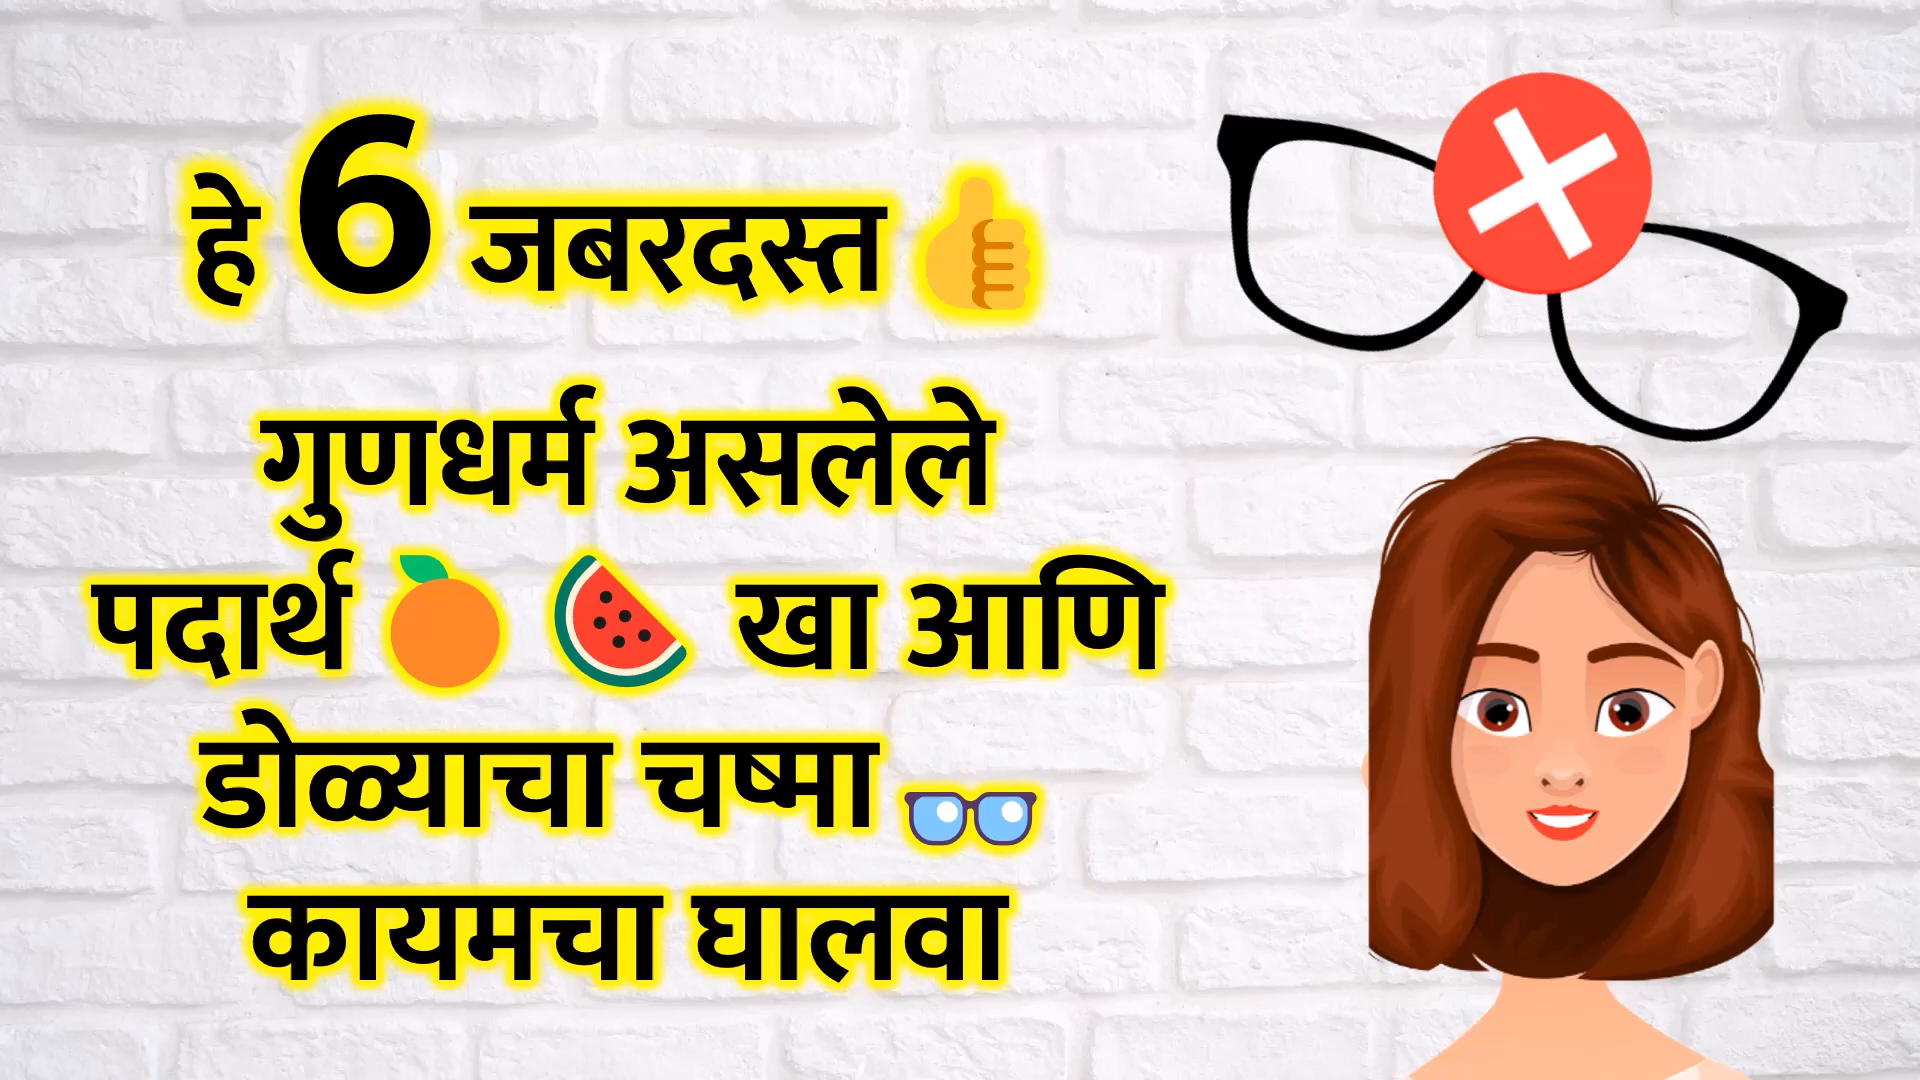 हे 6 जबरदस्त 👍
गुणधर्म असलेले
पदार्थ 🍊 🍉 खा आणि
डोळ्याचा चष्मा 👓
कायमचा घालवा